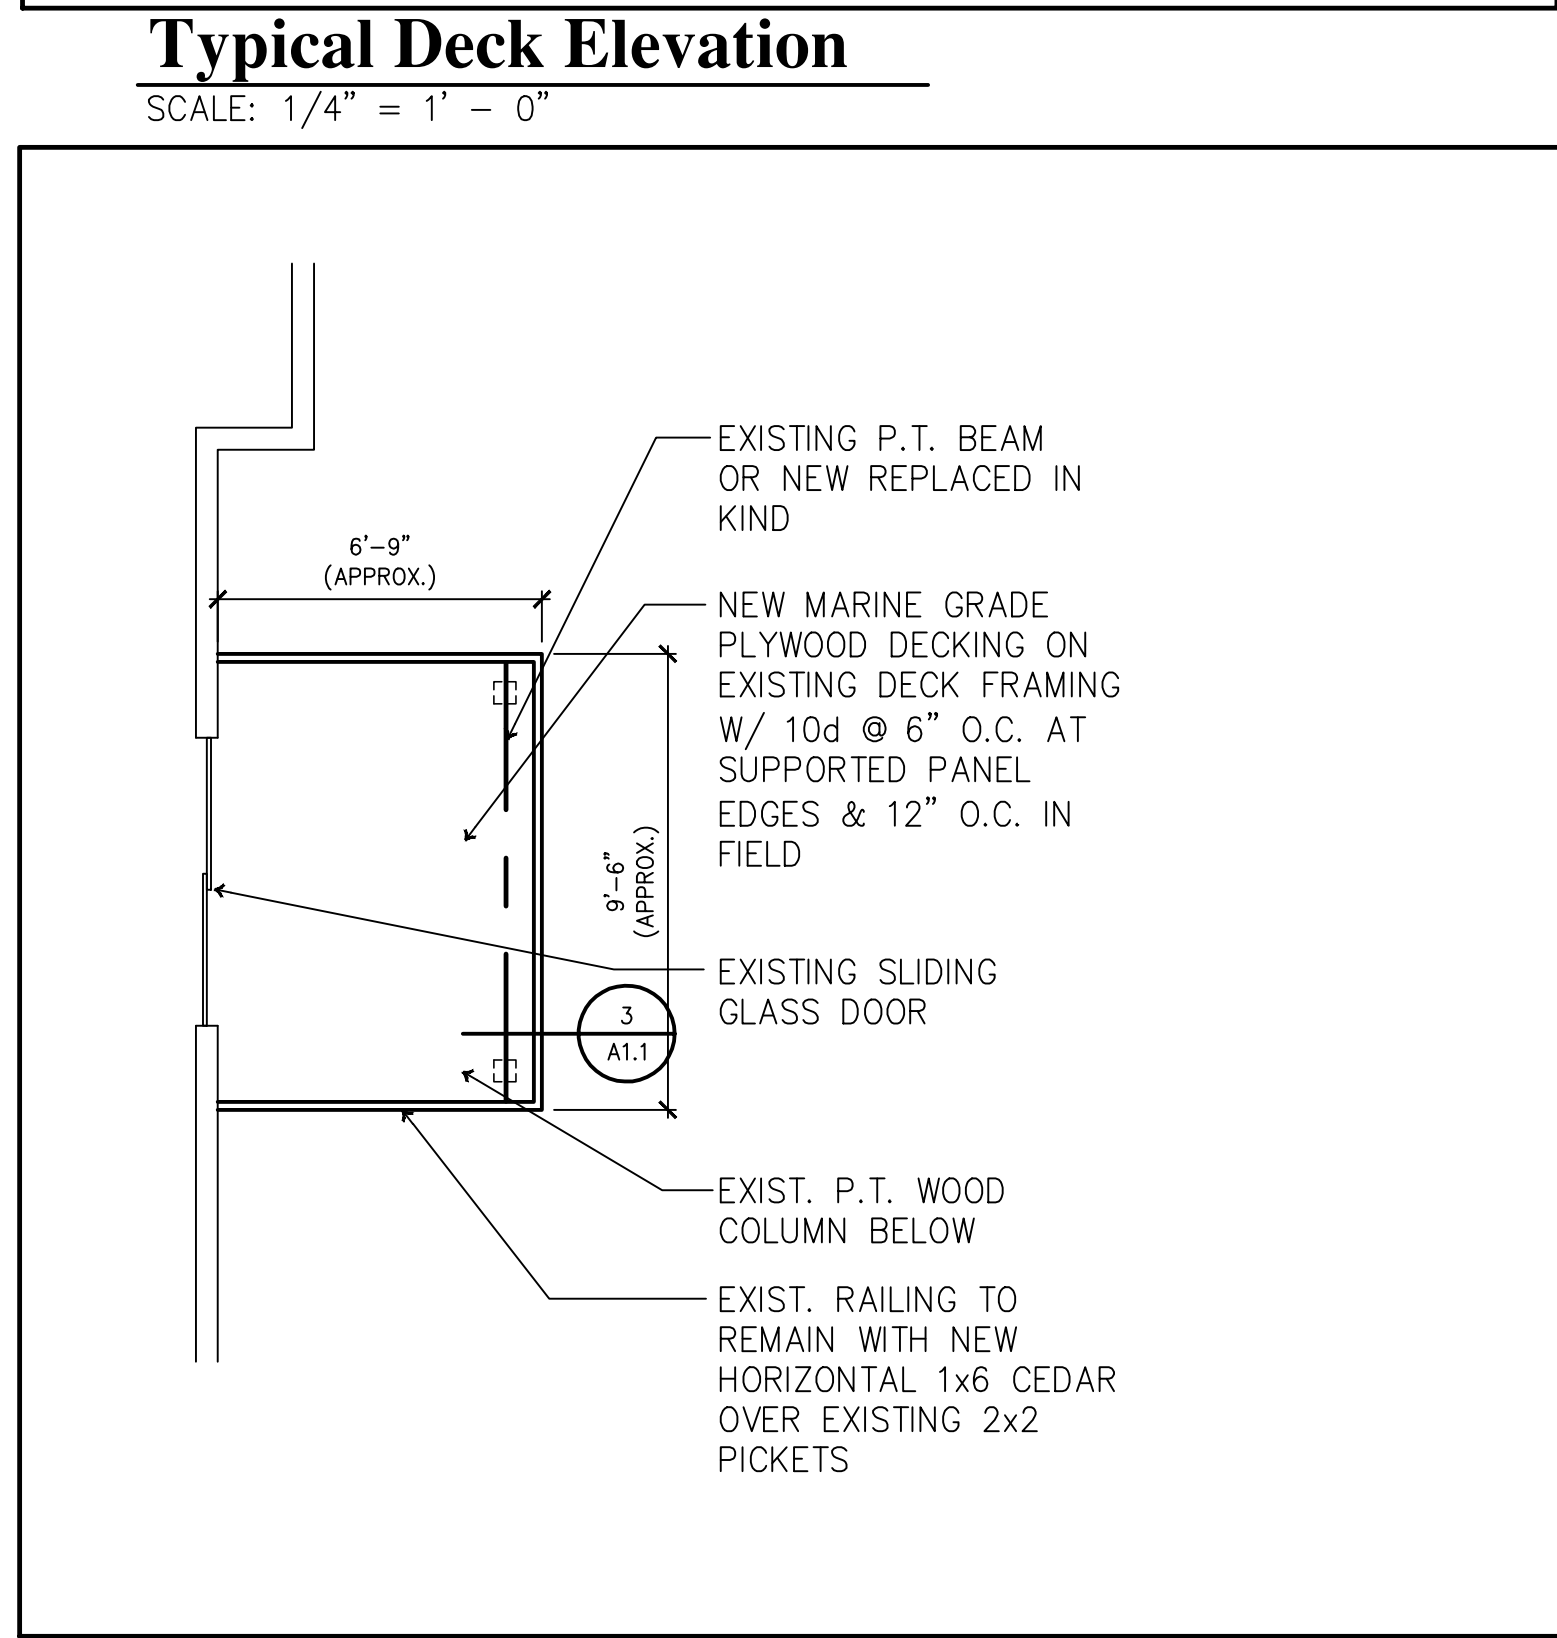 Typical Deck Elevation
SCALE: 1/4” = 1’ – 0”
EXISTING P.T. BEAM
OR NEW REPLACED IN
KIND
6’–9”
(APPROX.)
NEW MARINE GRADE
PLYWOOD DECKING ON
EXISTING DECK FRAMING
W/ 10d @ 6” O.C. AT
SUPPORTED PANEL
EDGES & 12” O.C. IN
FIELD
9’–6”
(APPROX.)
EXISTING SLIDING
GLASS DOOR
3
A1.1
EXIST. P.T. WOOD
COLUMN BELOW
EXIST. RAILING TO
REMAIN WITH NEW
HORIZONTAL 1x6 CEDAR
OVER EXISTING 2x2
PICKETS